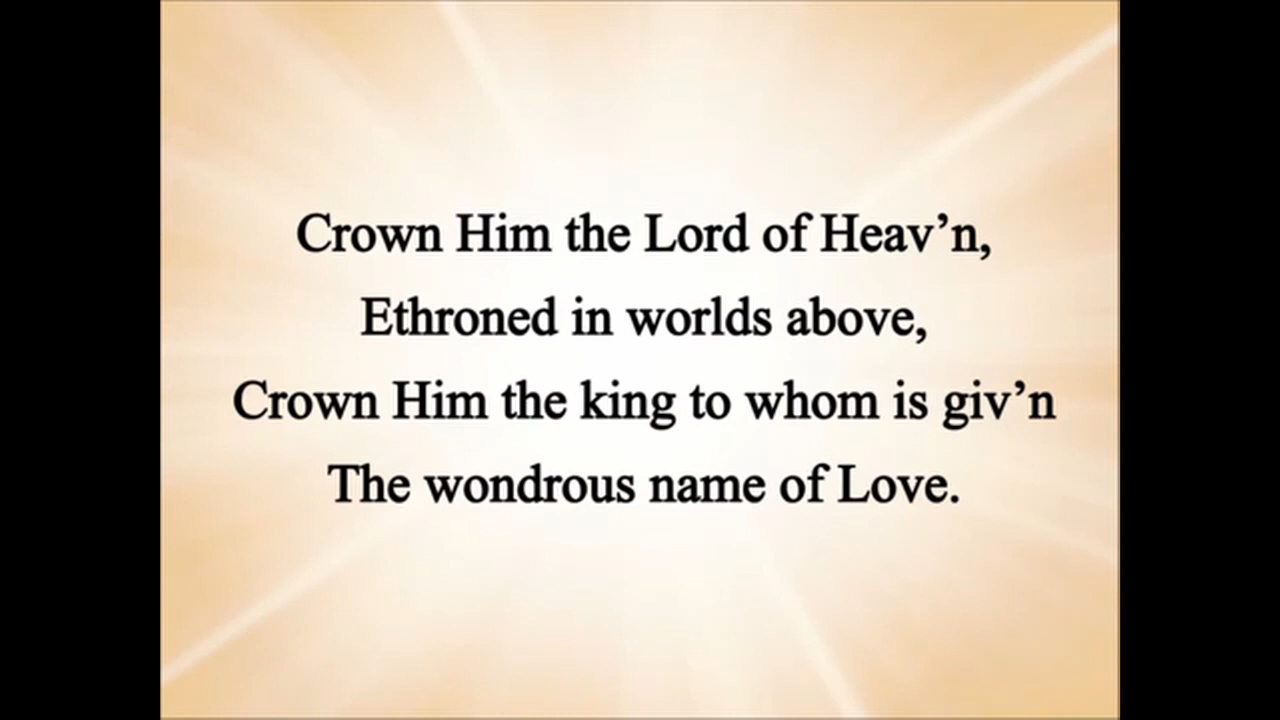 Crown Him the Lord of Heav’n,
Ethroned in worlds above,
Crown Him the king to whom is giv’n
The wondrous name of Love.